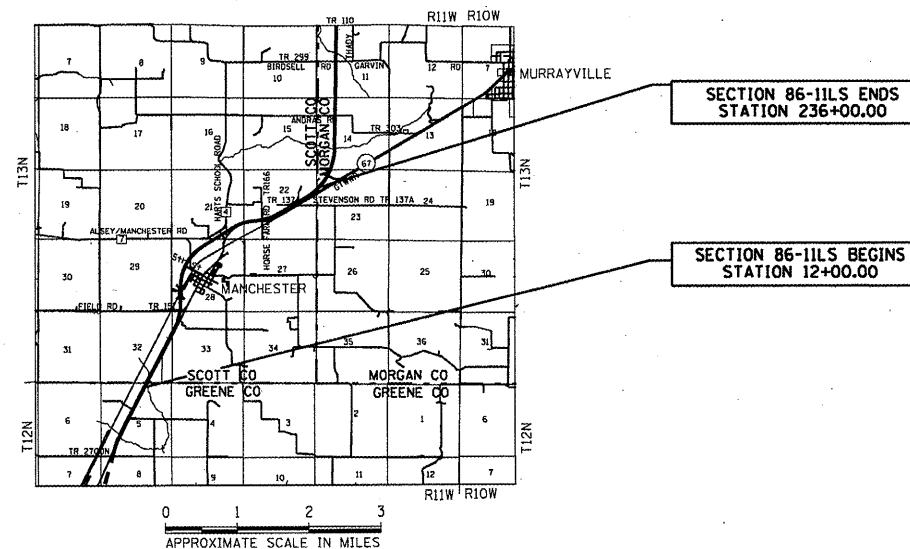 TR 110
R11W R10W
7 8 9 TR 299 THADY GARVIN 12 RD 7
BIRDSELL RD 11
10
MURRAYVILLE
SECTION 86-11LS ENDS
STATION 236+00.00
18 17 16 15 ANDRAS 14 TR 303 13
SCOTT CO
MORGAN CO
67
T13N
T13N
HARTS SCHOOL ROAD
22
19 20 21 4 TR 137A STEVENSON RD TR 137A 24 19
23
HORSE FARM RD TR166
ALSEY/MANCHESTER RD
7
SECTION 86-11LS BEGINS
STATION 12+00.00
30 29 27 26 25 30
28 MANCHESTER
FIELD RD
31 32 33 34 35 36 31
SCOTT CO MORGAN CO
GREENE CO GREENE CO
6 5 4 3 2 1 6
T12N
T12N
TR 2700N
7 8 9 10 11 12 7
R11W R10W
0 1 2 3
APPROXIMATE SCALE IN MILES